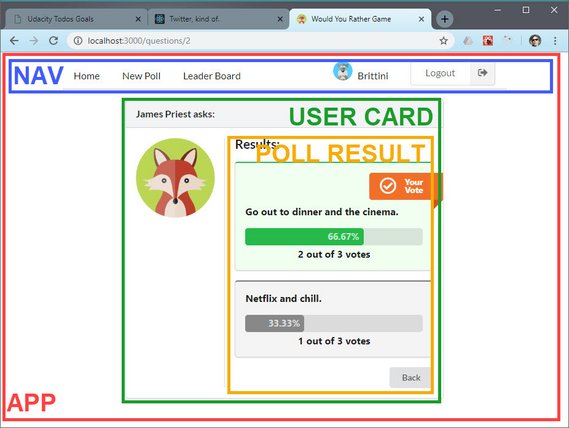 Udacity Todos Goals
Twitter, kind of.
Would You Rather Game
localhost:3000/questions/2
NAV
Home
New Poll
Leader Board
Brittini
Logout
James Priest asks:
USER CARD
Results:
POLL RESULT
Your
Vote
Go out to dinner and the cinema.
66.67%
2 out of 3 votes
Netflix and chill.
33.33%
1 out of 3 votes
Back
APP